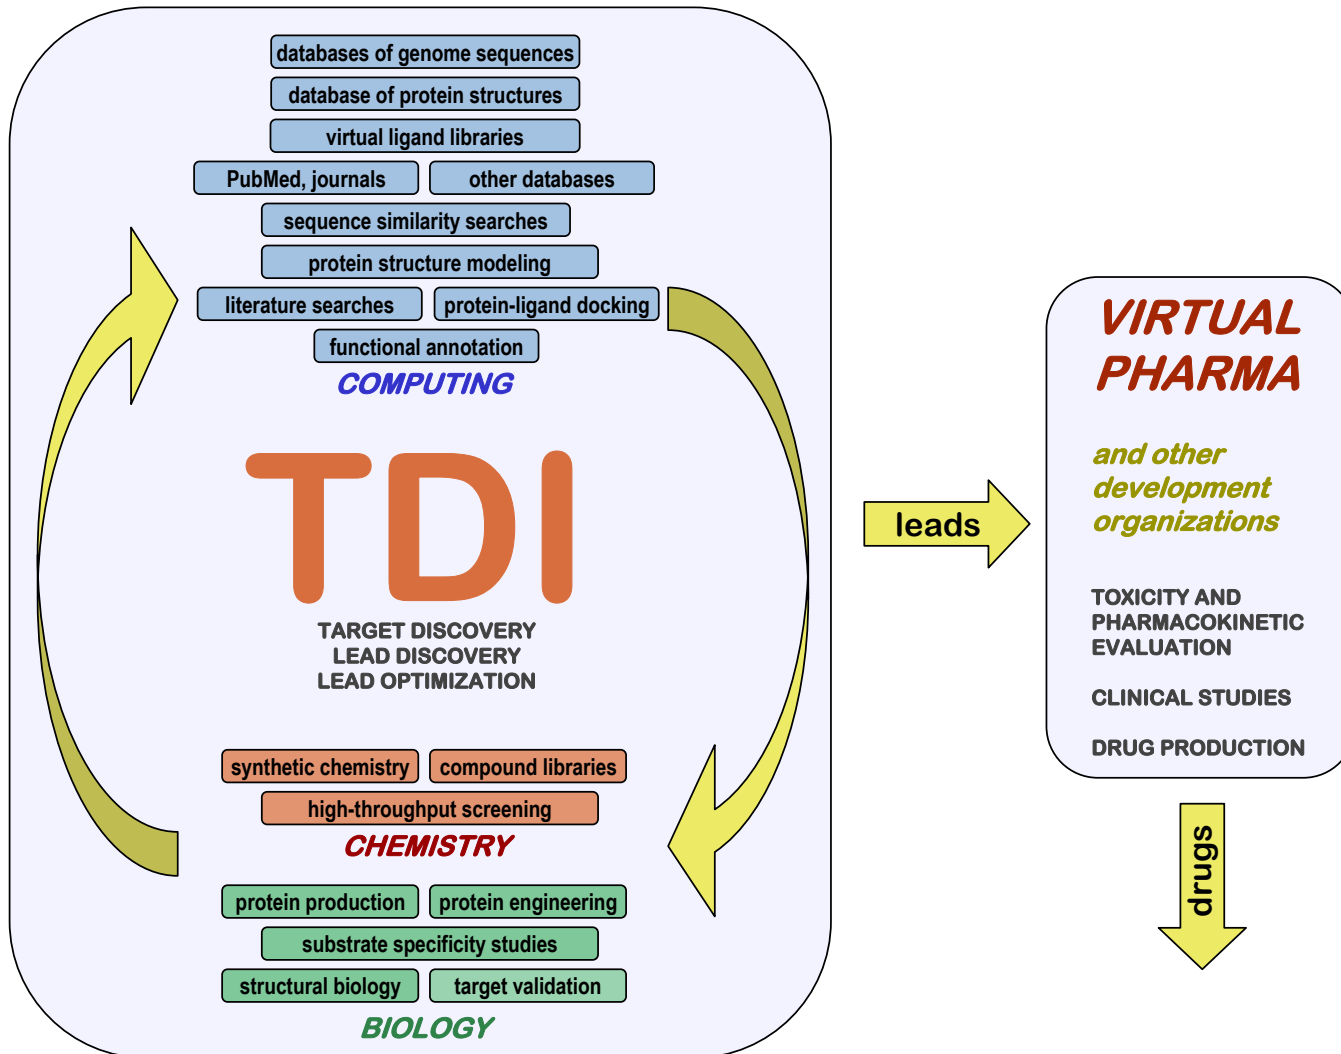 databases of genome sequences
database of protein structures
virtual ligand libraries
PubMed, journals
other databases
sequence similarity searches
protein structure modeling
literature searches
protein-ligand docking
functional annotation
COMPUTING
TDI
TARGET DISCOVERY
LEAD DISCOVERY
LEAD OPTIMIZATION
synthetic chemistry
compound libraries
high-throughput screening
CHEMISTRY
protein production
protein engineering
substrate specificity studies
structural biology
target validation
BIOLOGY
leads
VIRTUAL
PHARMA
and other
development
organizations
TOXICITY AND
PHARMACOKINETIC
EVALUATION
CLINICAL STUDIES
DRUG PRODUCTION
drugs